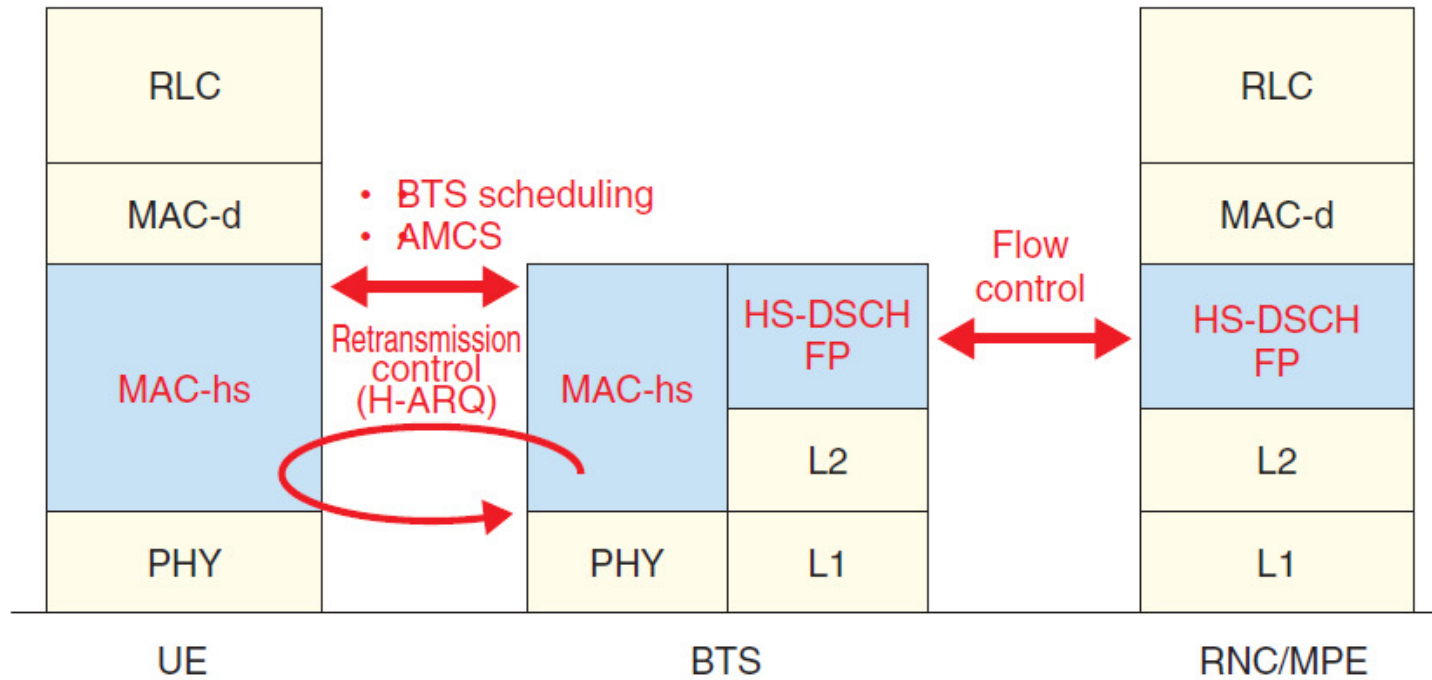 RLC
MAC-d
MAC-hs
PHY
UE
• BTS scheduling
• AMCS
Retransmission
control
(H-ARQ)
MAC-hs
PHY
HS-DSCH
FP
L2
L1
BTS
Flow
control
RLC
MAC-d
HS-DSCH
FP
L2
L1
RNC/MPE